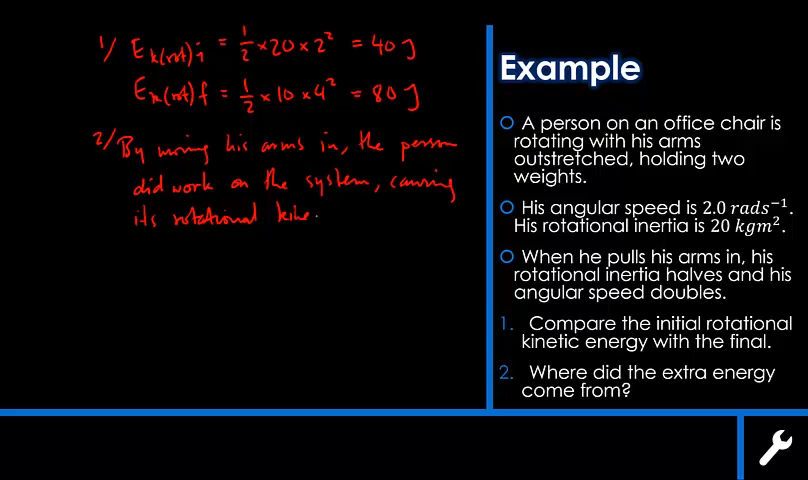 1/ Ek(rot)i = 1/2 × 20 × 2² = 40 J
Ek(rot)f = 1/2 × 10 × 4² = 80 J
2/ By moving his arms in, the person
did work on the system, causing
its rotational kine
Example
A person on an office chair is
rotating with his arms
outstretched, holding two
weights.
His angular speed is 2.0 rads⁻¹.
His rotational inertia is 20 kgm².
When he pulls his arms in, his
rotational inertia halves and his
angular speed doubles.
1. Compare the initial rotational
kinetic energy with the final.
2. Where did the extra energy
come from?